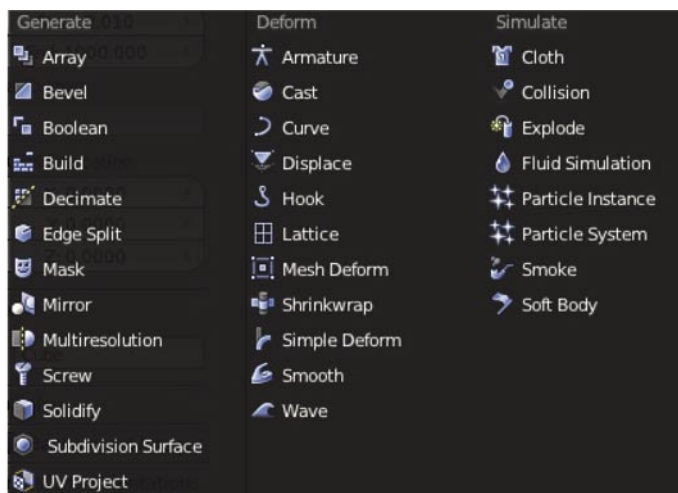 Generate
Array
Bevel
Boolean
Build
Decimate
Edge Split
Mask
Mirror
Multiresolution
Screw
Solidify
Subdivision Surface
UV Project
Deform
Armature
Cast
Curve
Displace
Hook
Lattice
Mesh Deform
Shrinkwrap
Simple Deform
Smooth
Wave
Simulate
Cloth
Collision
Explode
Fluid Simulation
Particle Instance
Particle System
Smoke
Soft Body